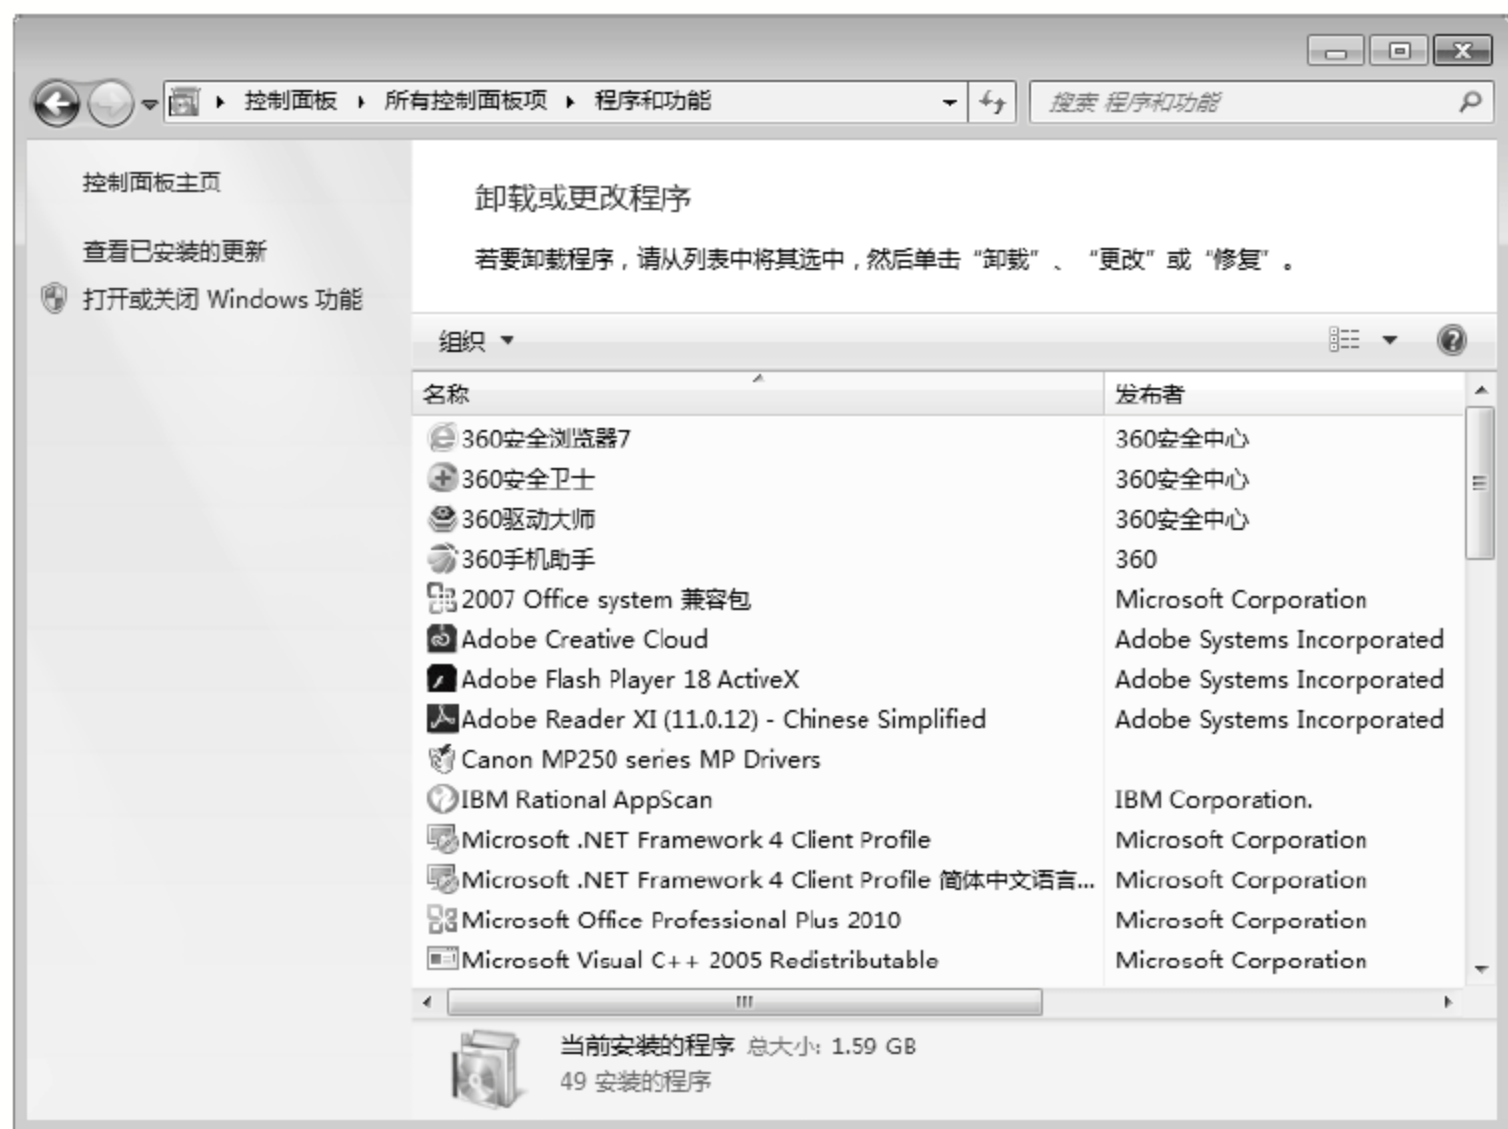 控制面板 所有控制面板项 程序和功能
搜索 程序和功能
控制面板主页
查看已安装的更新
打开或关闭 Windows 功能
卸载或更改程序
若要卸载程序，请从列表中将其选中，然后单击“卸载”、“更改”或“修复”。
组织
名称 发布者
360安全浏览器7 360安全中心
360安全卫士 360安全中心
360驱动大师 360安全中心
360手机助手 360
2007 Office system 兼容包 Microsoft Corporation
Adobe Creative Cloud Adobe Systems Incorporated
Adobe Flash Player 18 ActiveX Adobe Systems Incorporated
Adobe Reader XI (11.0.12) - Chinese Simplified Adobe Systems Incorporated
Canon MP250 series MP Drivers
IBM Rational AppScan IBM Corporation.
Microsoft .NET Framework 4 Client Profile Microsoft Corporation
Microsoft .NET Framework 4 Client Profile 简体中文语言... Microsoft Corporation
Microsoft Office Professional Plus 2010 Microsoft Corporation
Microsoft Visual C++ 2005 Redistributable Microsoft Corporation
当前安装的程序 总大小: 1.59 GB
49 安装的程序